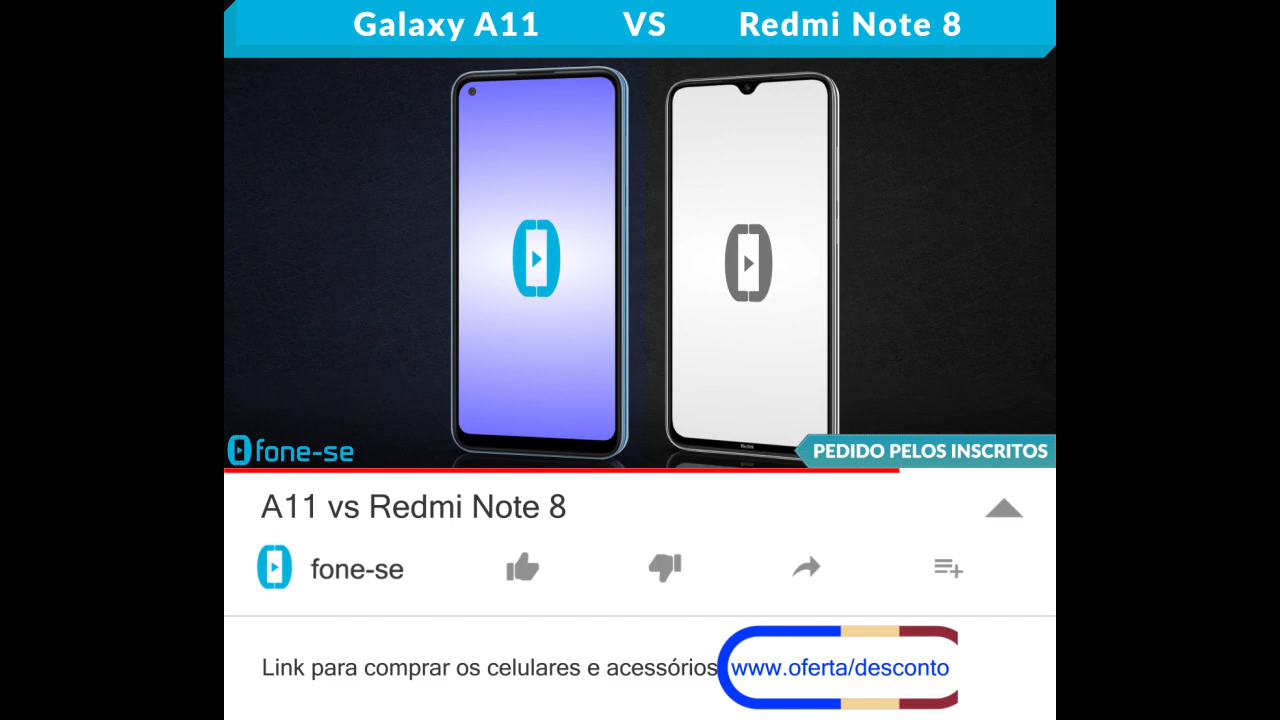 Galaxy A11 VS Redmi Note 8
Redmi
fone-se
PEDIDO PELOS INSCRITOS
A11 vs Redmi Note 8
fone-se
Link para comprar os celulares e acessórios www.oferta/desconto